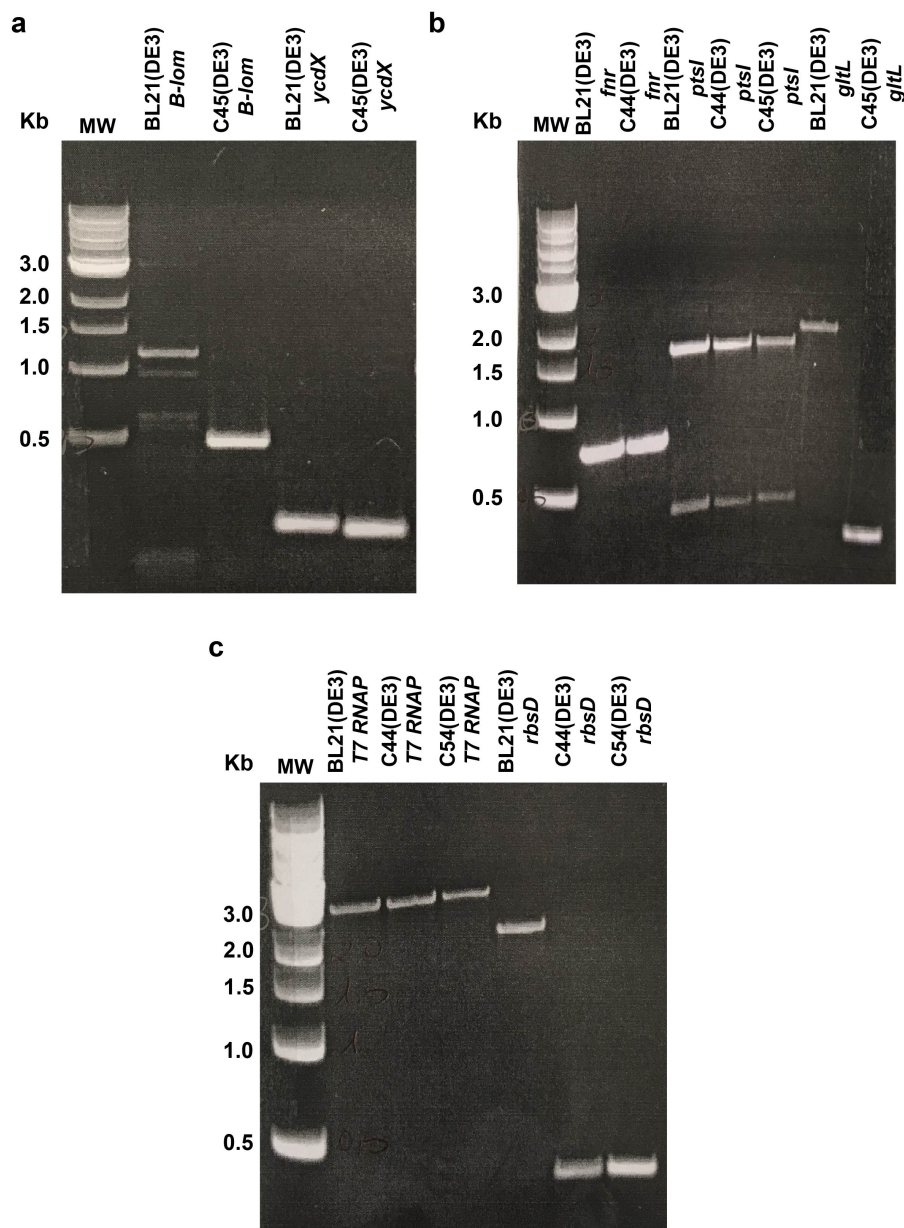 a
Kb
MW
BL21(DE3)
B-lom
C45(DE3)
B-lom
BL21(DE3)
ycdX
C45(DE3)
ycdX
3.0
2.0
1.5
1.0
0.5
b
Kb
MW
BL21(DE3)
fnr
C44(DE3)
fnr
BL21(DE3)
ptsI
C44(DE3)
ptsI
C45(DE3)
ptsI
BL21(DE3)
gltL
C45(DE3)
gltL
3.0
2.0
1.5
1.0
0.5
c
Kb
MW
BL21(DE3)
T7 RNAP
C44(DE3)
T7 RNAP
C54(DE3)
T7 RNAP
BL21(DE3)
rbsD
C44(DE3)
rbsD
C54(DE3)
rbsD
3.0
2.0
1.5
1.0
0.5